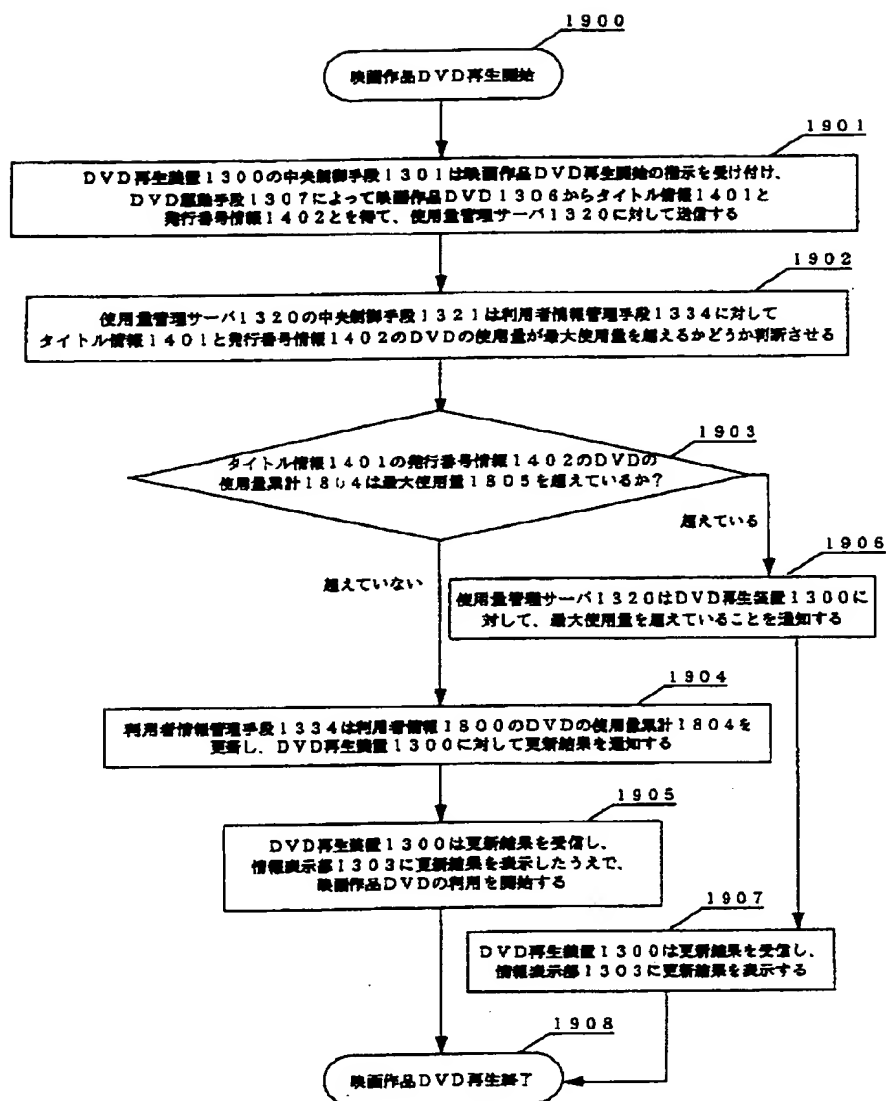 1900
映画作品DVD再生開始
1901
DVD再生装置1300の中央制御手段1301は映画作品DVD再生開始の指示を受け付け、
DVD駆動手段1307によって映画作品DVD1306からタイトル情報1401と
発行番号情報1402とを得て、使用量管理サーバ1320に対して送信する
1902
使用量管理サーバ1320の中央制御手段1321は利用者情報管理手段1334に対して
タイトル情報1401と発行番号情報1402のDVDの使用量が最大使用量を超えるかどうか判断させる
1903
タイトル情報1401の発行番号情報1402のDVDの
使用量累計1804は最大使用量1805を超えているか?
超えている
1906
超えていない
使用量管理サーバ1320はDVD再生装置1300に
対して、最大使用量を超えていることを通知する
1904
利用者情報管理手段1334は利用者情報1800のDVDの使用量累計1804を
更新し、DVD再生装置1300に対して更新結果を通知する
1905
DVD再生装置1300は更新結果を受信し、
情報表示部1303に更新結果を表示したうえで、
映画作品DVDの利用を開始する
1907
DVD再生装置1300は更新結果を受信し、
情報表示部1303に更新結果を表示する
1908
映画作品DVD再生終了